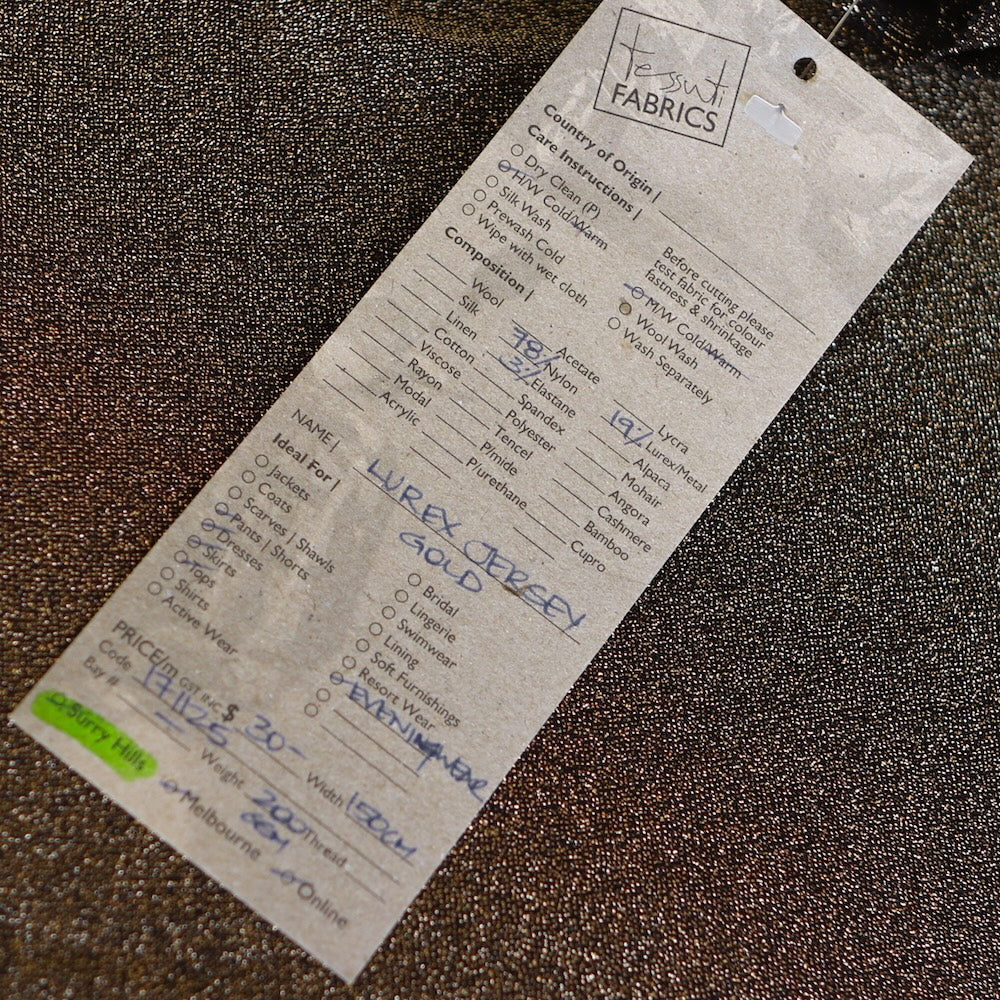 tessuti
FABRICS
Country of Origin |
Care Instructions |
Dry Clean (P)
H/W Cold/Warm
Silk Wash
Prewash Cold
Wipe with wet cloth
Before cutting please
test fabric for colour
fastness & shrinkage
M/W Cold/Warm
Wool Wash
Wash Separately
Composition |
Wool
Silk
Linen
Cotton
Viscose
Rayon
Modal
Acrylic
Acetate
78% Nylon
3% Elastane
Spandex
Polyester
Tencel
P/mide
P/urethane
Lycra
19% Lurex/Metal
Alpaca
Mohair
Angora
Cashmere
Bamboo
Cupro
NAME | LUREX JERSEY
GOLD
Ideal For |
Jackets
Coats
Scarves | Shawls
Pants | Shorts
Dresses
Skirts
Tops
Shirts
Active Wear
Bridal
Lingerie
Swimwear
Lining
Soft Furnishings
Resort Wear
EVENINGWEAR
PRICE/m GST INC. $ 30-
Code 171125 Width 150CM
Bay # — Weight 200 GSM Thread
Surry Hills Melbourne Online